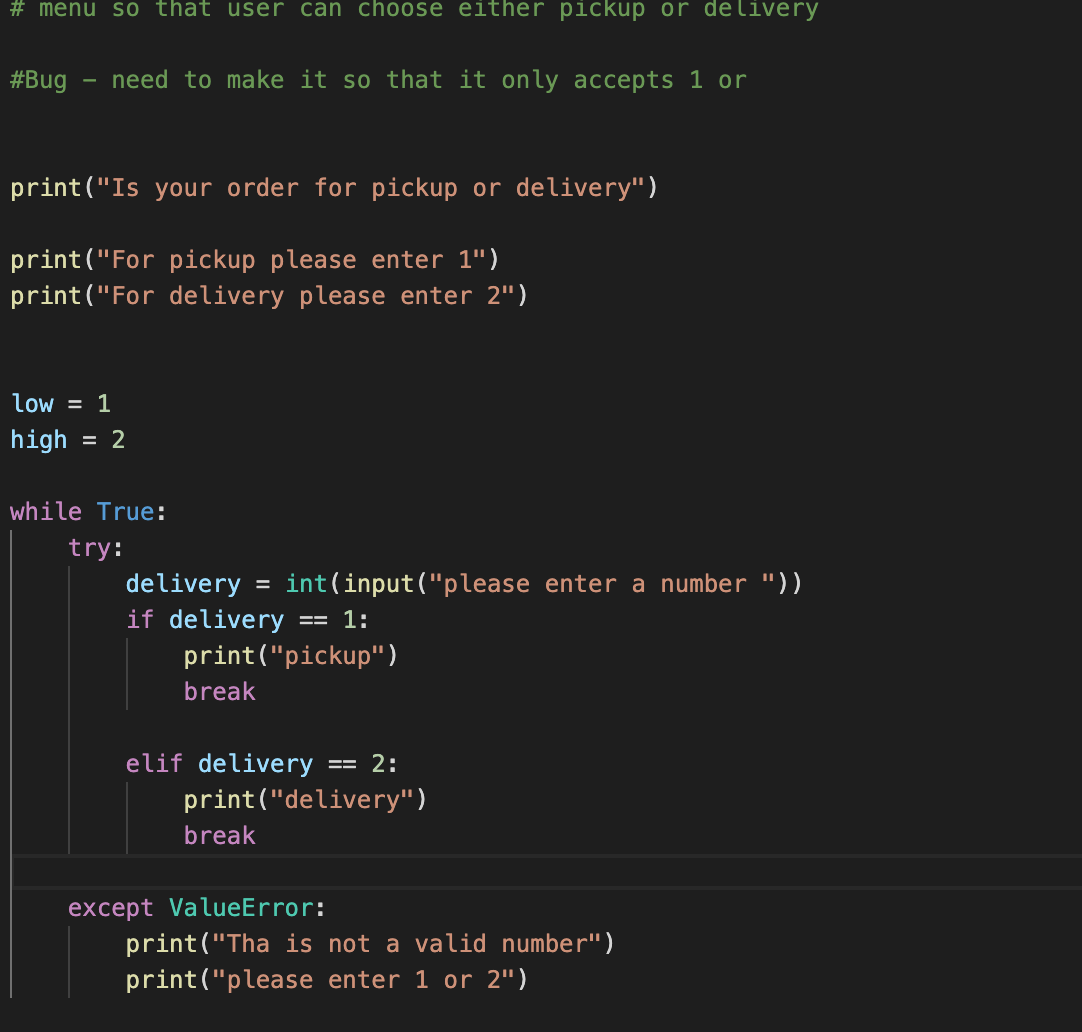 # menu so that user can choose either pickup or delivery
#Bug – need to make it so that it only accepts 1 or
print("Is your order for pickup or delivery")
print("For pickup please enter 1")
print("For delivery please enter 2")
low = 1
high = 2
while True:
    try:
        delivery = int(input("please enter a number "))
        if delivery == 1:
            print("pickup")
            break
        elif delivery == 2:
            print("delivery")
            break
    except ValueError:
        print("Tha is not a valid number")
        print("please enter 1 or 2")